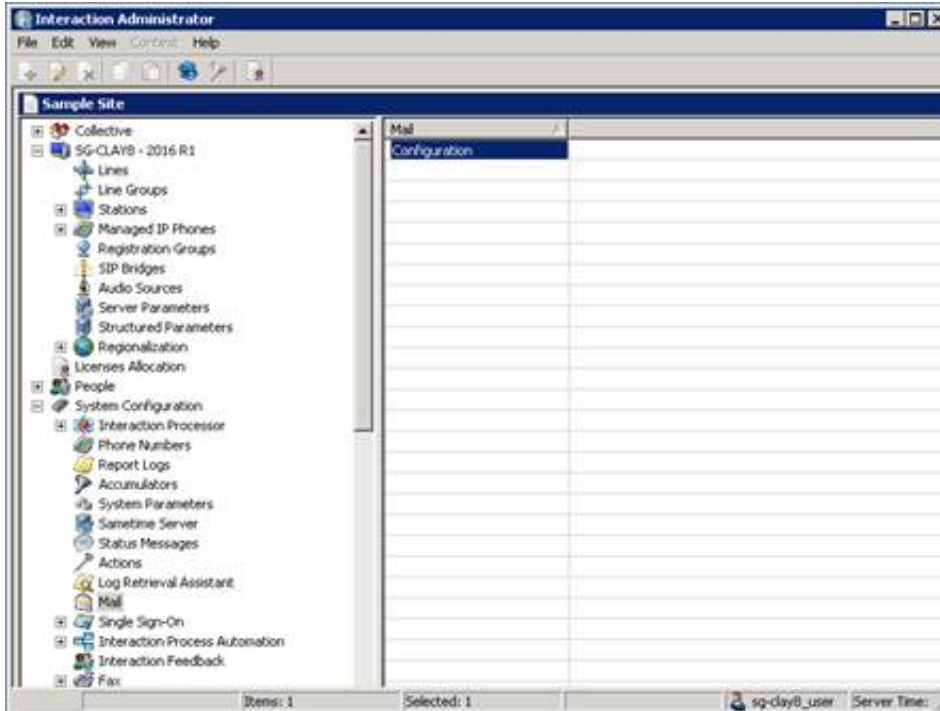 Interaction Administrator
File Edit View Context Help
Sample Site
Collective
SG-CLAY8 - 2016 R1
Lines
Line Groups
Stations
Managed IP Phones
Registration Groups
SIP Bridges
Audio Sources
Server Parameters
Structured Parameters
Regionalization
Licenses Allocation
People
System Configuration
Interaction Processor
Phone Numbers
Report Logs
Accumulators
System Parameters
Sametime Server
Status Messages
Actions
Log Retrieval Assistant
Mail
Single Sign-On
Interaction Process Automation
Interaction Feedback
Fax
Mail
Configuration
Items: 1 Selected: 1 sg-clay8_user Server Time: